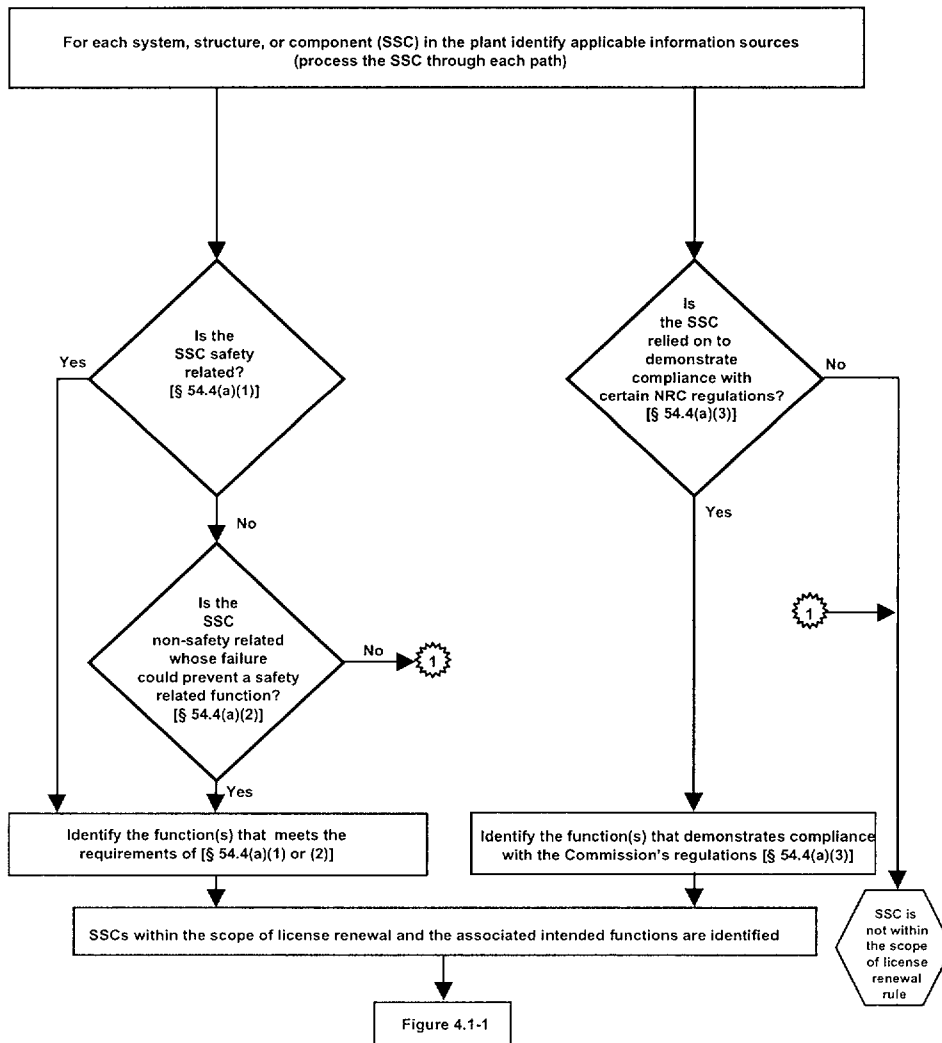 For each system, structure, or component (SSC) in the plant identify applicable information sources
(process the SSC through each path)
Is the
SSC safety
related?
[§ 54.4(a)(1)]
Yes
No
Is
the SSC
relied on to
demonstrate
compliance with
certain NRC regulations?
[§ 54.4(a)(3)]
No
Yes
Is the
SSC
non-safety related
whose failure
could prevent a safety
related function?
[§ 54.4(a)(2)]
No
1
Yes
1
Identify the function(s) that meets the
requirements of [§ 54.4(a)(1) or (2)]
Identify the function(s) that demonstrates compliance
with the Commission's regulations [§ 54.4(a)(3)]
SSCs within the scope of license renewal and the associated intended functions are identified
SSC is
not within
the scope
of license
renewal
rule
Figure 4.1-1